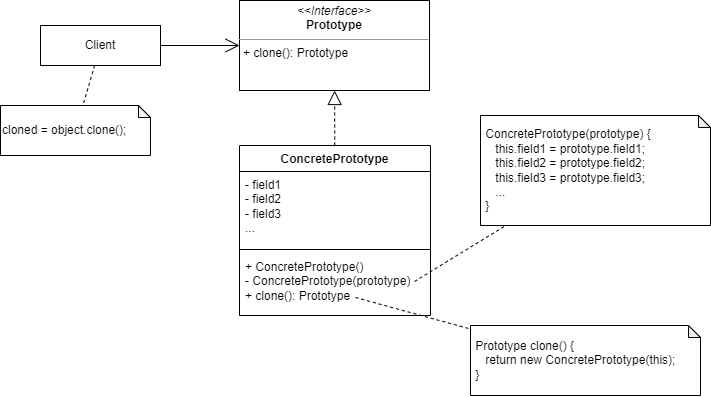 <<Interface>>
Prototype
+ clone(): Prototype
Client
cloned = object.clone();
ConcretePrototype
- field1
- field2
- field3
...
+ ConcretePrototype()
- ConcretePrototype(prototype)
+ clone(): Prototype
ConcretePrototype(prototype) {
this.field1 = prototype.field1;
this.field2 = prototype.field2;
this.field3 = prototype.field3;
...
}
Prototype clone() {
return new ConcretePrototype(this);
}